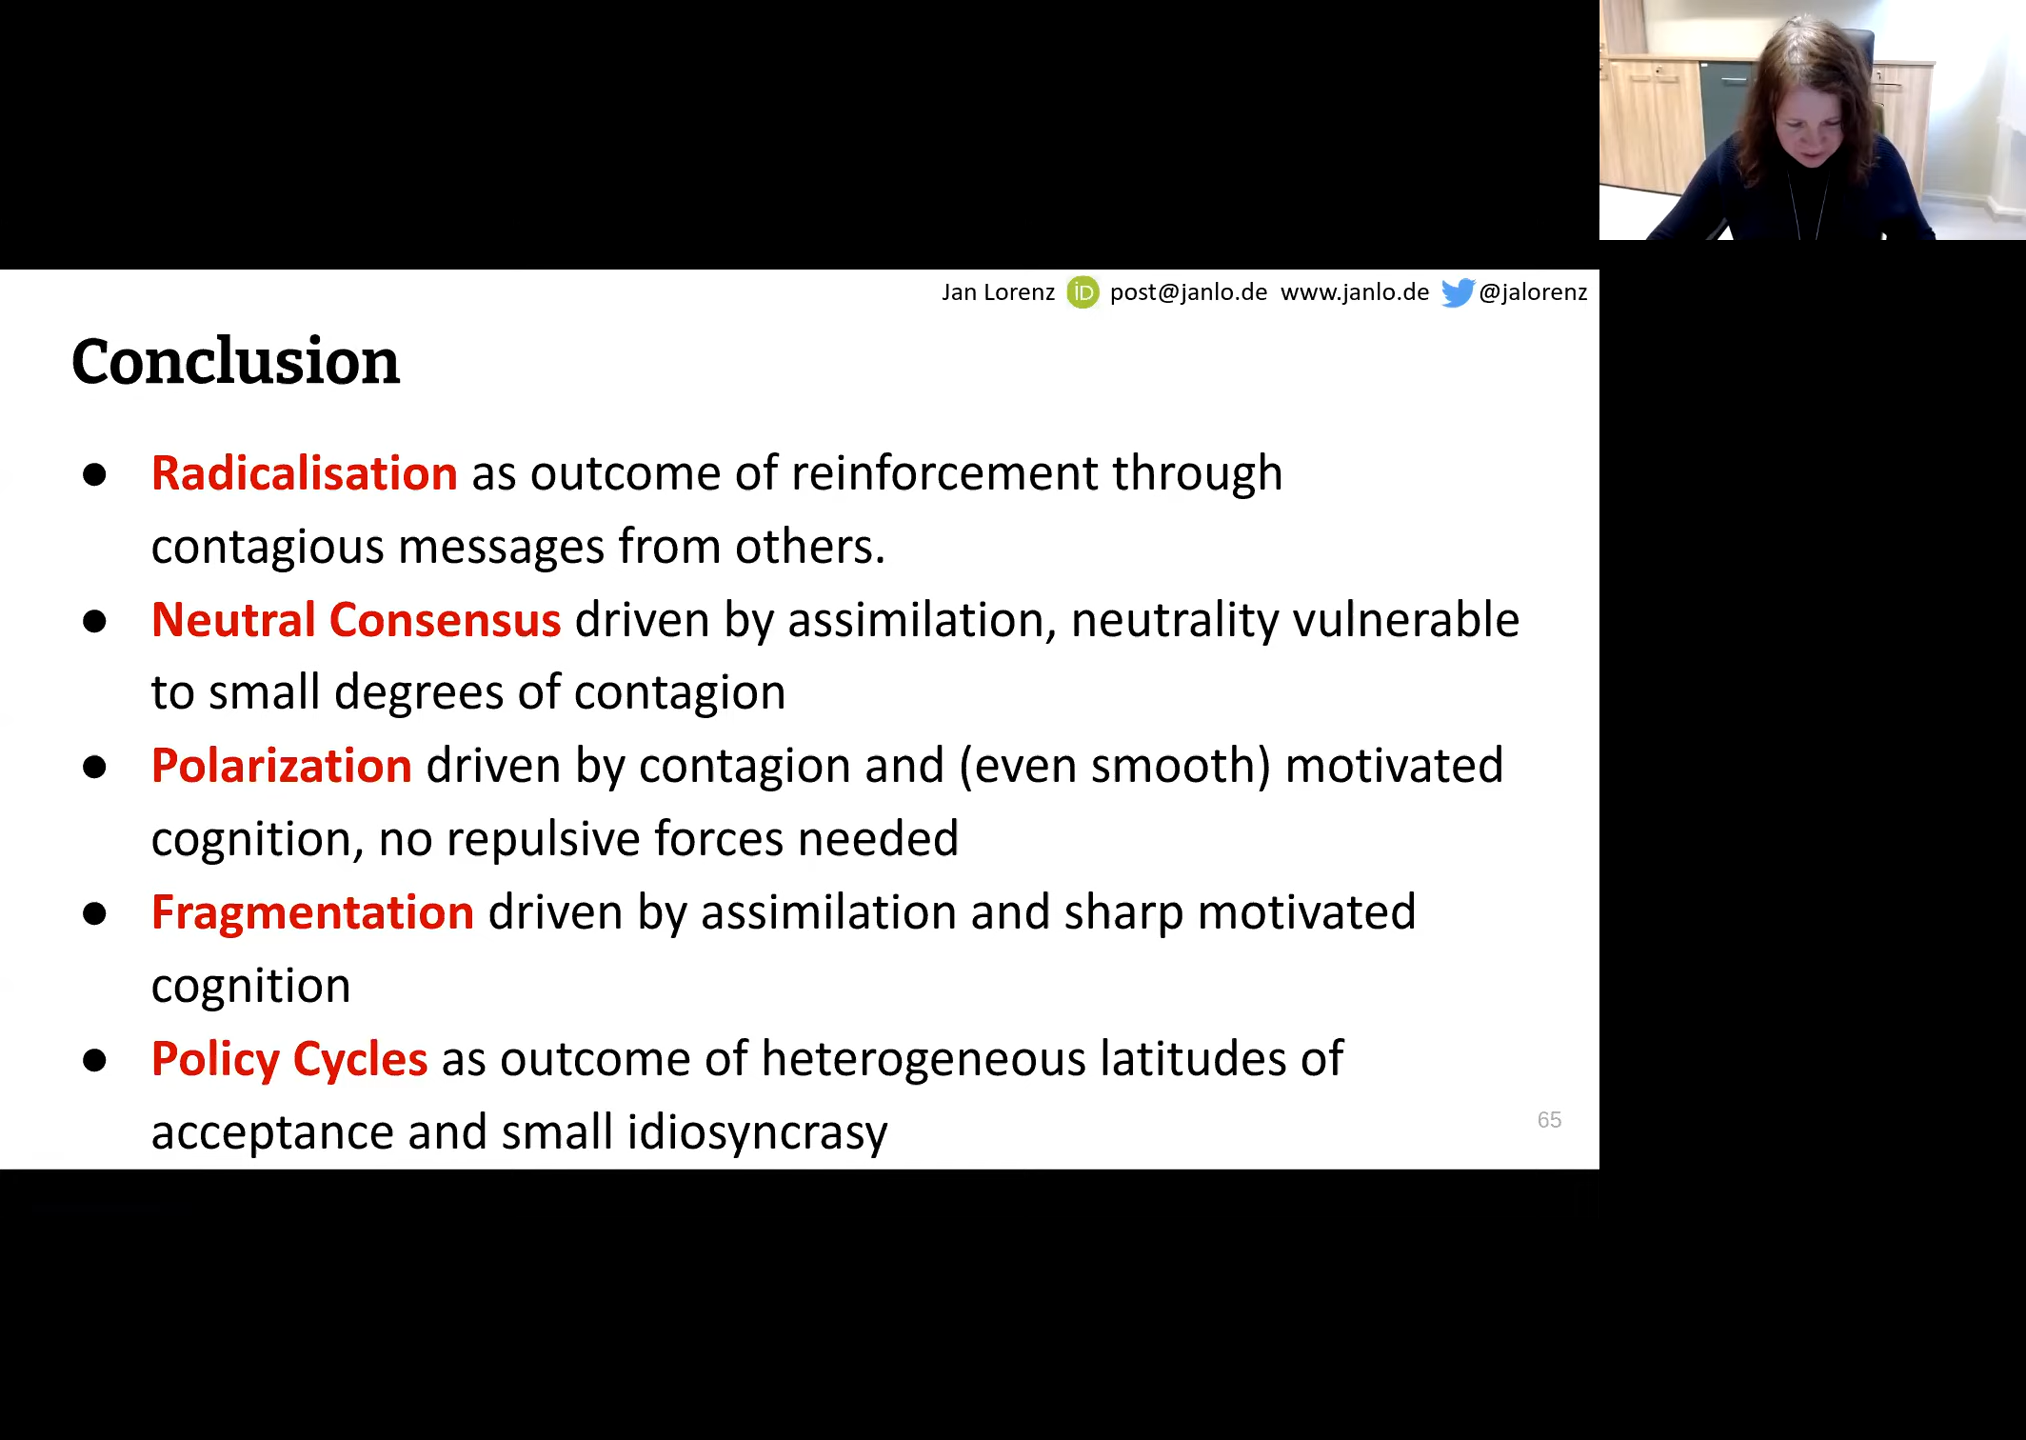 Jan Lorenz iD post@janlo.de www.janlo.de @jalorenz
Conclusion
● Radicalisation as outcome of reinforcement through
contagious messages from others.
● Neutral Consensus driven by assimilation, neutrality vulnerable
to small degrees of contagion
● Polarization driven by contagion and (even smooth) motivated
cognition, no repulsive forces needed
● Fragmentation driven by assimilation and sharp motivated
cognition
● Policy Cycles as outcome of heterogeneous latitudes of
acceptance and small idiosyncrasy
65